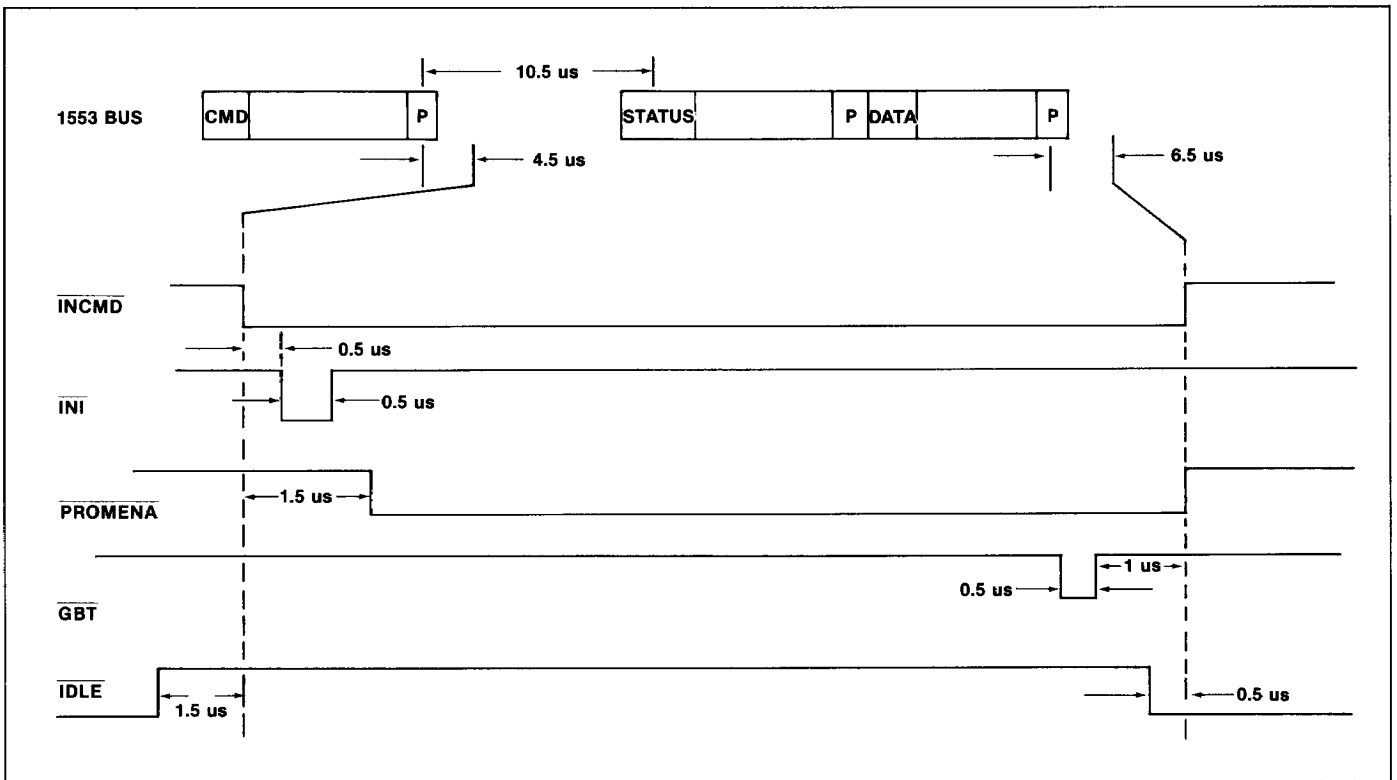 10.5 us
1553 BUS
CMD
P
STATUS
P
DATA
P
4.5 us
6.5 us
INCMD
0.5 us
INI
0.5 us
PROMENA
1.5 us
GBT
0.5 us
1 us
IDLE
1.5 us
0.5 us